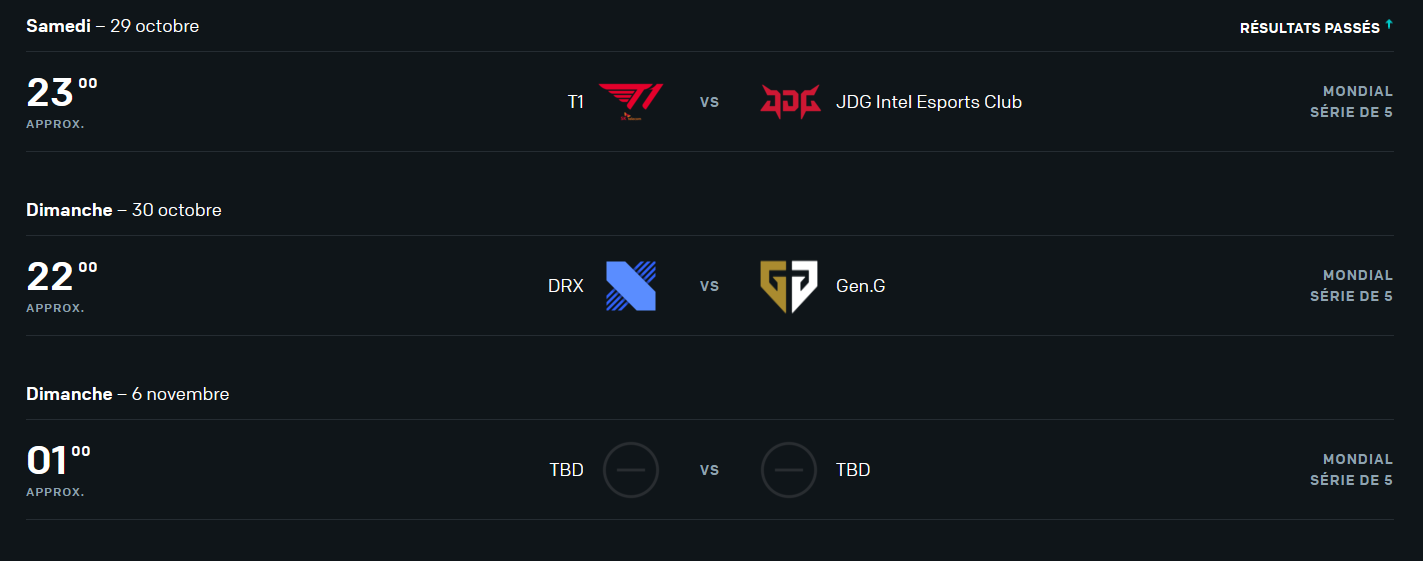 Samedi – 29 octobre
RÉSULTATS PASSÉS ↑
23 00
APPROX.
T1
VS
JDG Intel Esports Club
MONDIAL
SÉRIE DE 5
Dimanche – 30 octobre
22 00
APPROX.
DRX
VS
Gen.G
MONDIAL
SÉRIE DE 5
Dimanche – 6 novembre
01 00
APPROX.
TBD
VS
TBD
MONDIAL
SÉRIE DE 5